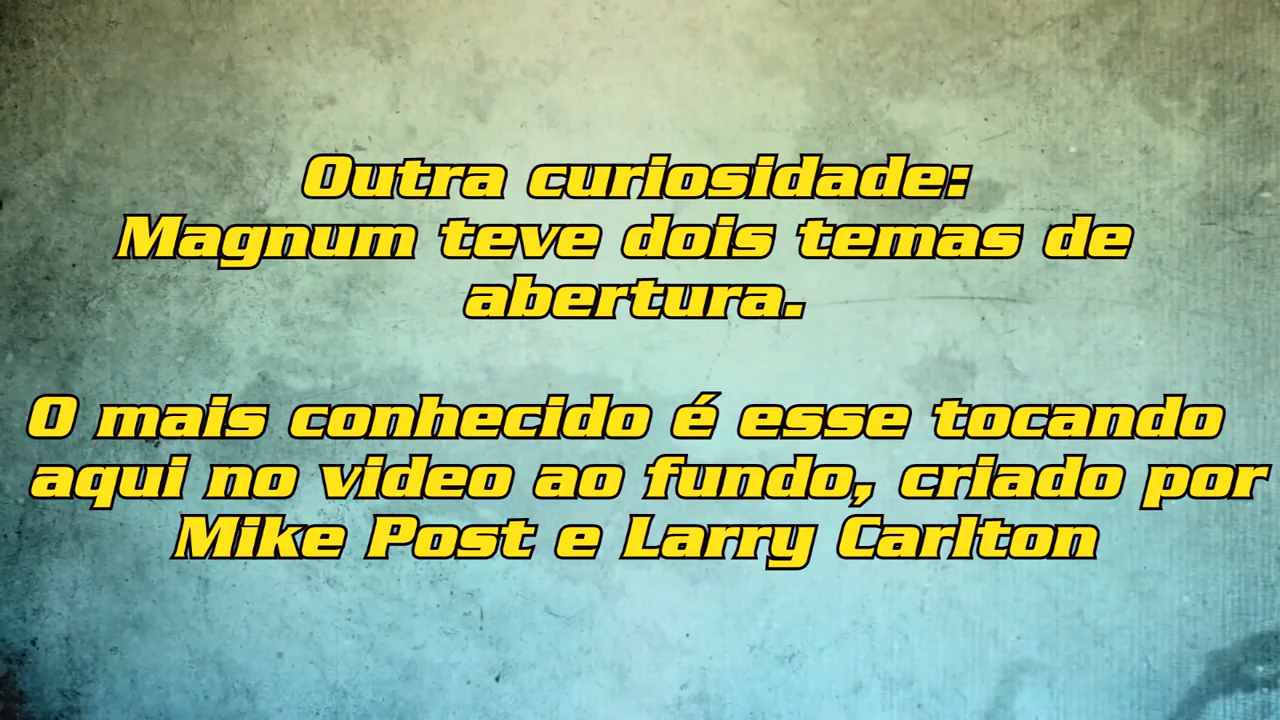 Outra curiosidade:
Magnum teve dois temas de
abertura.
O mais conhecido é esse tocando
aqui no video ao fundo, criado por
Mike Post e Larry Carlton